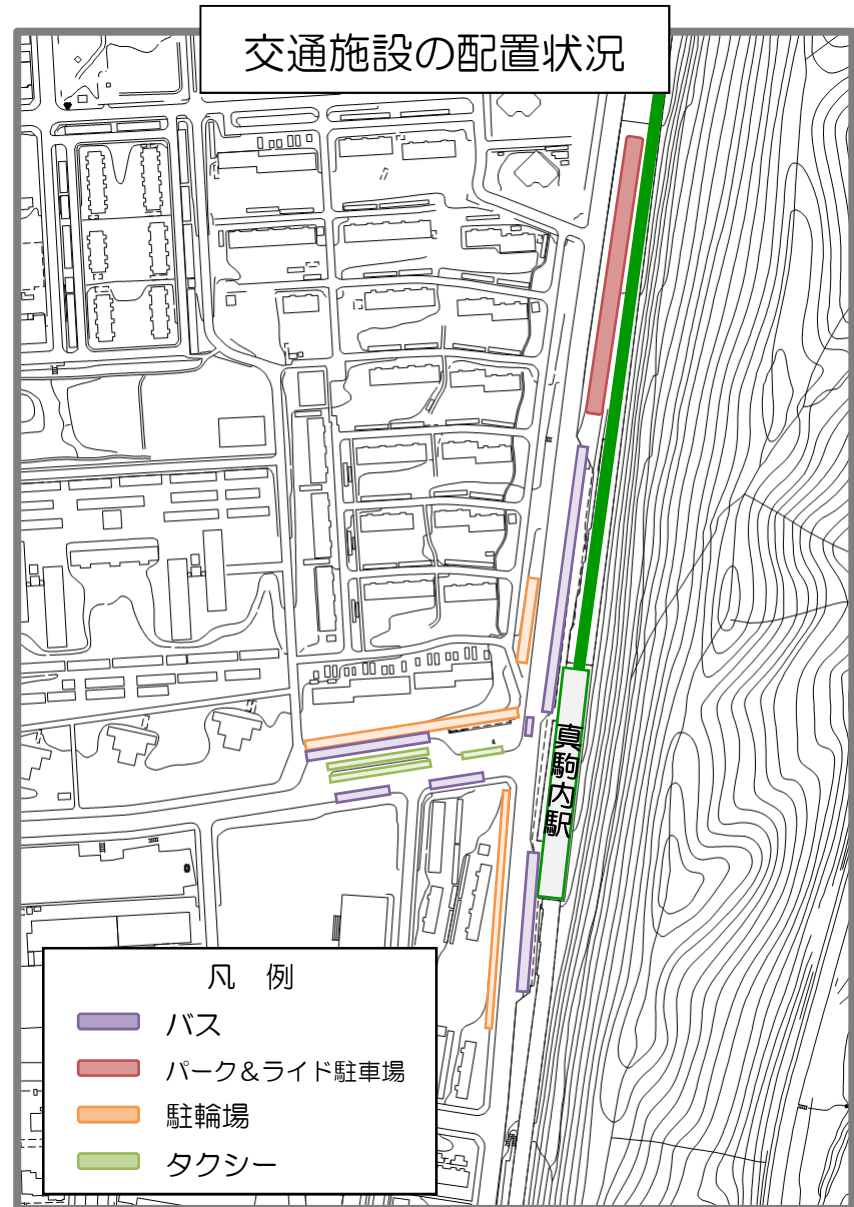 交通施設の配置状況
真駒内駅
凡 例
バス
パーク＆ライド駐車場
駐輪場
タクシー